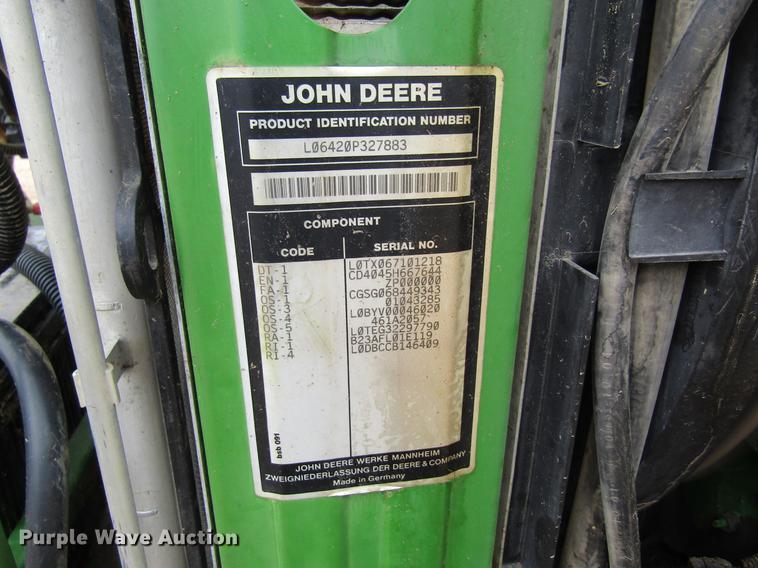 JOHN DEERE
PRODUCT IDENTIFICATION NUMBER
L06420P327883
COMPONENT
CODE SERIAL NO.
DT-1 L0TX067101218
EN-1 CD4045H667644
FA-1 ZP000000
OS-1 CGSG068449343
OS-3 01043285
OS-4 L0BYV00046020
OS-5 461A2057
RA-1 L0TEG32297790
RI-1 B23AFL01E119
RI-4 L0DBCCB146409
bsb 091
JOHN DEERE WERKE MANNHEIM
ZWEIGNIEDERLASSUNG DER DEERE & COMPANY
Made in Germany
Purple Wave Auction